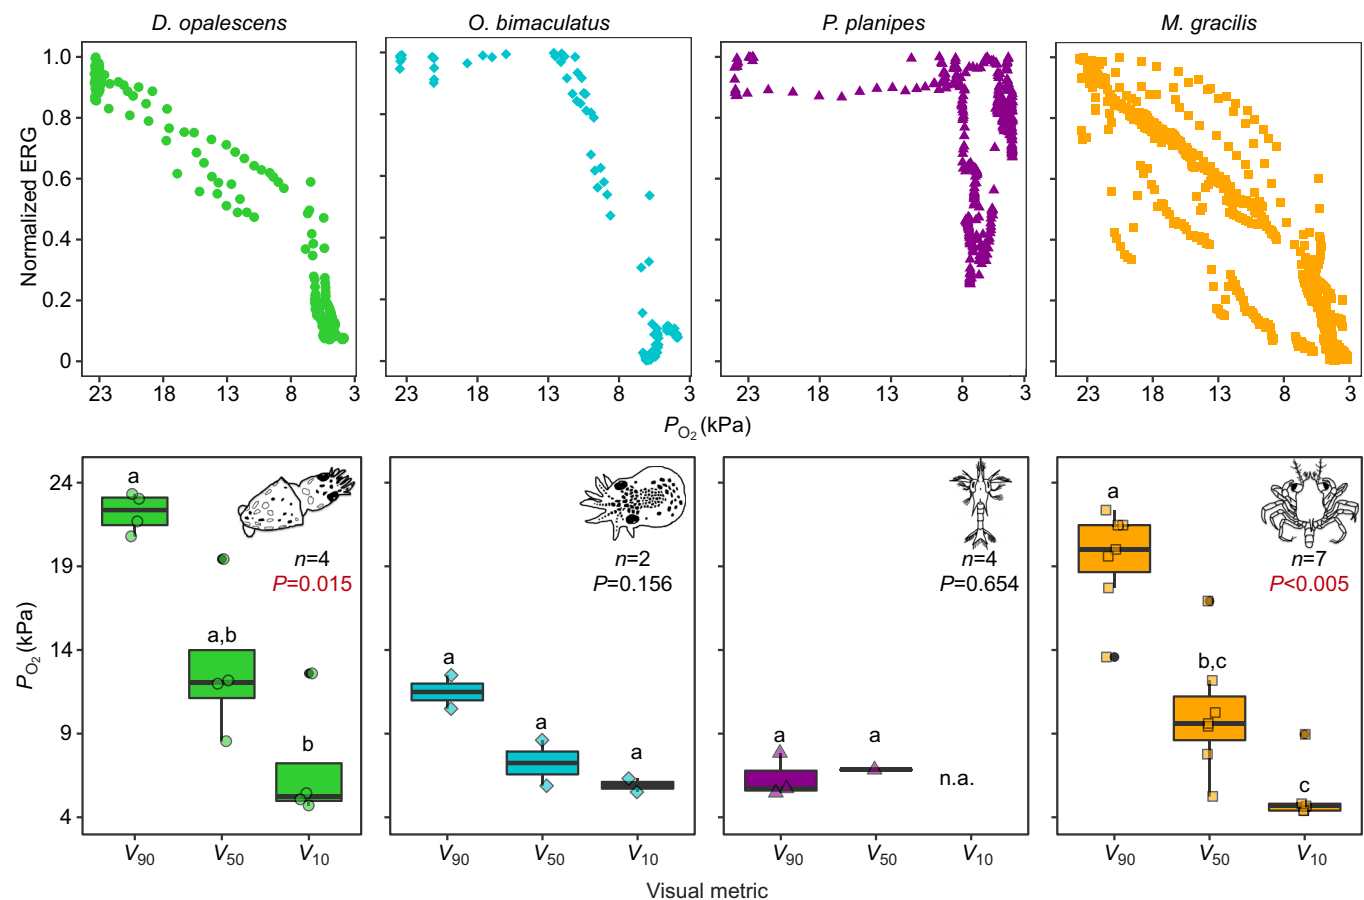 D. opalescens O. bimaculatus P. planipes M. gracilis
Normalized ERG
1.0
0.8
0.6
0.4
0.2
0
23 18 13 8 3 23 18 13 8 3 23 18 13 8 3 23 18 13 8 3
PO2 (kPa)
PO2 (kPa)
24
19
14
9
4
a
a,b
b
n=4
P=0.015
a
a
a
n=2
P=0.156
a
a
n.a.
n=4
P=0.654
a
b,c
c
n=7
P<0.005
V90 V50 V10 V90 V50 V10 V90 V50 V10 V90 V50 V10
Visual metric